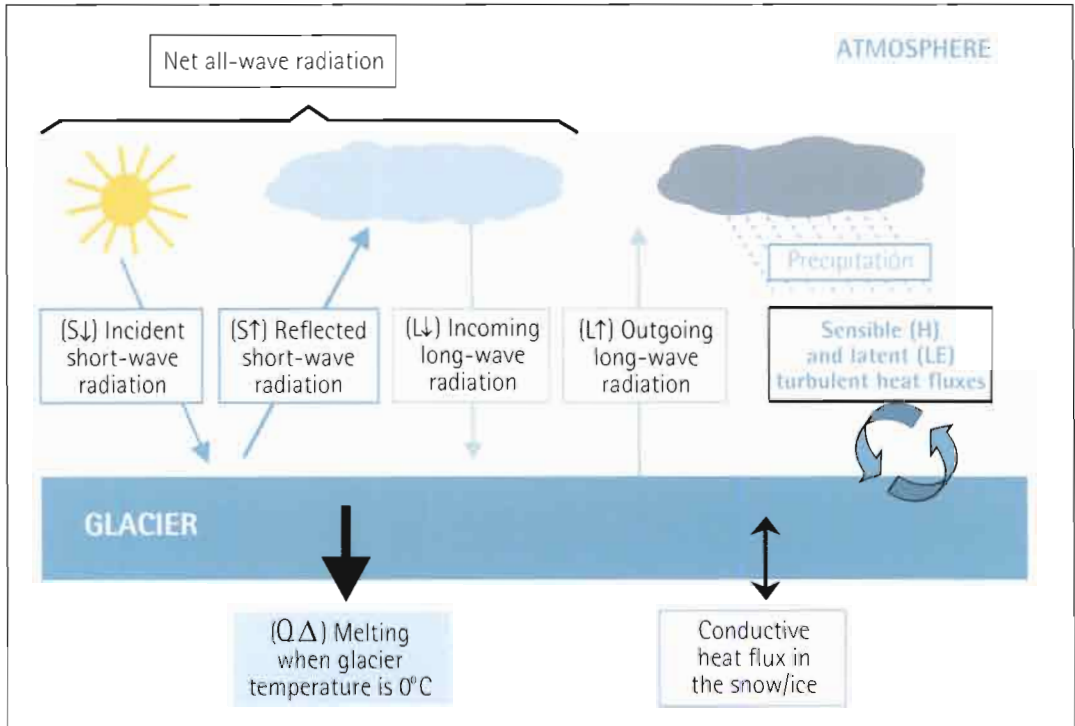 Net all-wave radiation
ATMOSPHERE
Precipitation
(S↓) Incident
short-wave
radiation
(S↑) Reflected
short-wave
radiation
(L↓) Incoming
long-wave
radiation
(L↑) Outgoing
long-wave
radiation
Sensible (H)
and latent (LE)
turbulent heat fluxes
GLACIER
(Q Δ) Melting
when glacier
temperature is 0°C
Conductive
heat flux in
the snow/ice